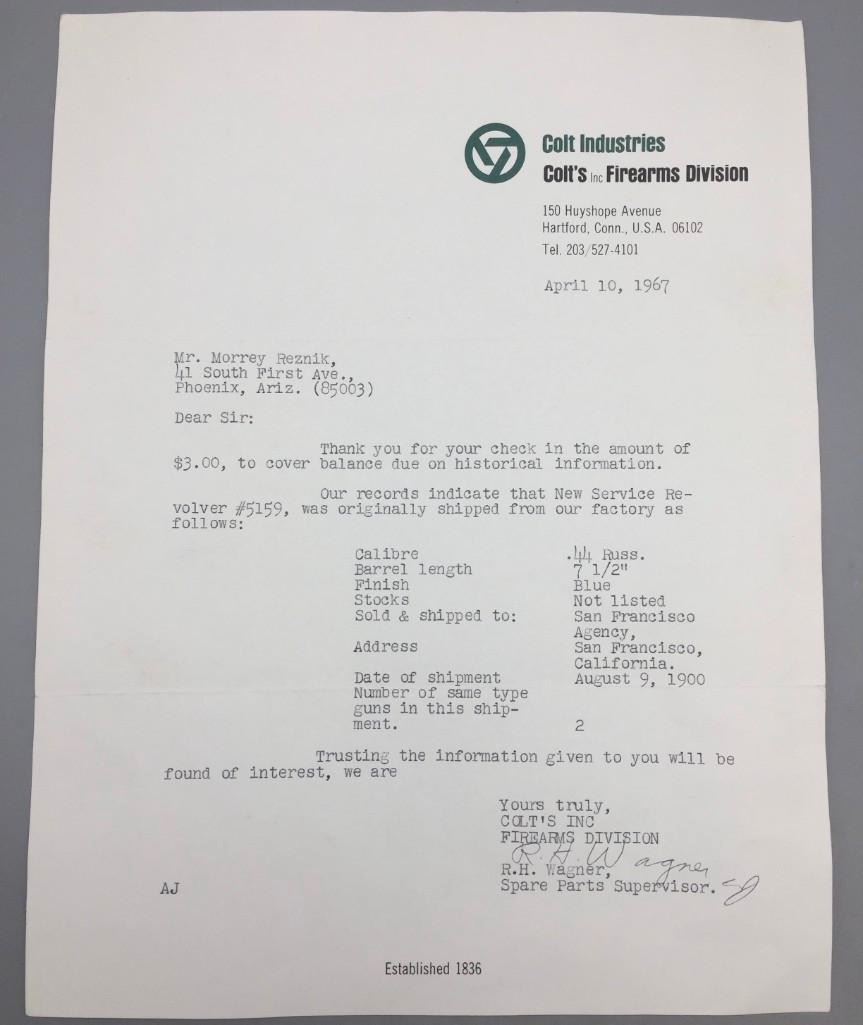 Colt Industries
Colt's Inc Firearms Division
150 Huyshope Avenue
Hartford, Conn., U.S.A. 06102
Tel. 203/527-4101
April 10, 1967
Mr. Morrey Reznik,
41 South First Ave.,
Phoenix, Ariz. (85003)
Dear Sir:
Thank you for your check in the amount of
$3.00, to cover balance due on historical information.
Our records indicate that New Service Re-
volver #5159, was originally shipped from our factory as
follows:
Calibre .44 Russ.
Barrel length 7 1/2"
Finish Blue
Stocks Not listed
Sold & shipped to: San Francisco
Agency,
Address San Francisco,
California.
Date of shipment August 9, 1900
Number of same type
guns in this ship-
ment. 2
Trusting the information given to you will be
found of interest, we are
Yours truly,
COLT'S INC
FIREARMS DIVISION
R. H. Wagner
R.H. Wagner,
Spare Parts Supervisor.
AJ
Established 1836